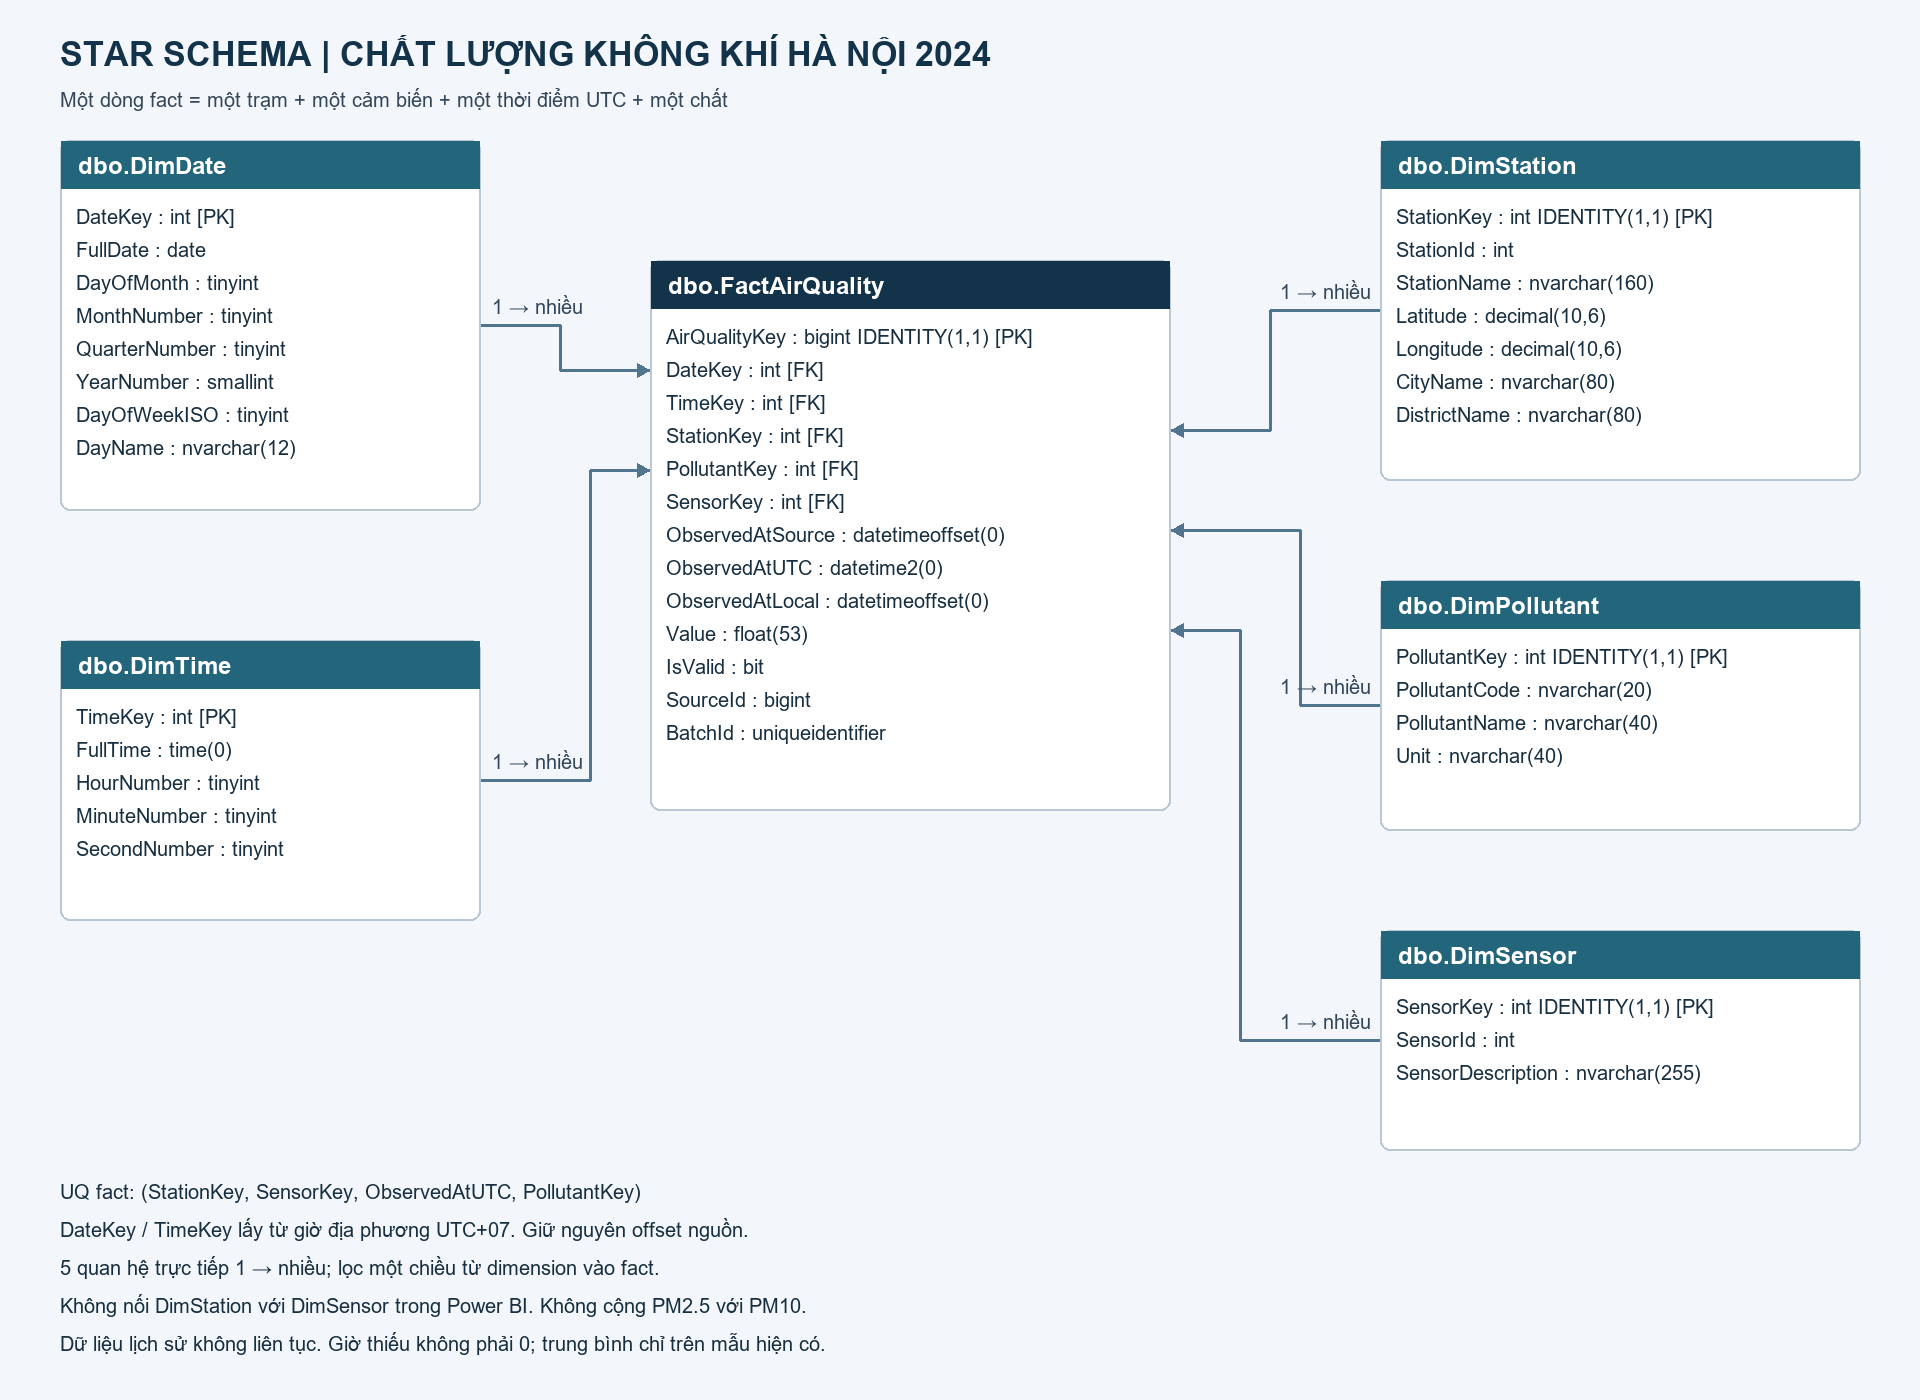 STAR SCHEMA | CHẤT LƯỢNG KHÔNG KHÍ HÀ NỘI 2024
Một dòng fact = một trạm + một cảm biến + một thời điểm UTC + một chất
dbo.DimDate
DateKey : int [PK]
FullDate : date
DayOfMonth : tinyint
MonthNumber : tinyint
QuarterNumber : tinyint
YearNumber : smallint
DayOfWeekISO : tinyint
DayName : nvarchar(12)
1 → nhiều
dbo.DimTime
TimeKey : int [PK]
FullTime : time(0)
HourNumber : tinyint
MinuteNumber : tinyint
SecondNumber : tinyint
1 → nhiều
dbo.FactAirQuality
AirQualityKey : bigint IDENTITY(1,1) [PK]
DateKey : int [FK]
TimeKey : int [FK]
StationKey : int [FK]
PollutantKey : int [FK]
SensorKey : int [FK]
ObservedAtSource : datetimeoffset(0)
ObservedAtUTC : datetime2(0)
ObservedAtLocal : datetimeoffset(0)
Value : float(53)
IsValid : bit
SourceId : bigint
BatchId : uniqueidentifier
dbo.DimStation
StationKey : int IDENTITY(1,1) [PK]
StationId : int
StationName : nvarchar(160)
Latitude : decimal(10,6)
Longitude : decimal(10,6)
CityName : nvarchar(80)
DistrictName : nvarchar(80)
1 → nhiều
dbo.DimPollutant
PollutantKey : int IDENTITY(1,1) [PK]
PollutantCode : nvarchar(20)
PollutantName : nvarchar(40)
Unit : nvarchar(40)
1 → nhiều
dbo.DimSensor
SensorKey : int IDENTITY(1,1) [PK]
SensorId : int
SensorDescription : nvarchar(255)
1 → nhiều
UQ fact: (StationKey, SensorKey, ObservedAtUTC, PollutantKey)
DateKey / TimeKey lấy từ giờ địa phương UTC+07. Giữ nguyên offset nguồn.
5 quan hệ trực tiếp 1 → nhiều; lọc một chiều từ dimension vào fact.
Không nối DimStation với DimSensor trong Power BI. Không cộng PM2.5 với PM10.
Dữ liệu lịch sử không liên tục. Giờ thiếu không phải 0; trung bình chỉ trên mẫu hiện có.